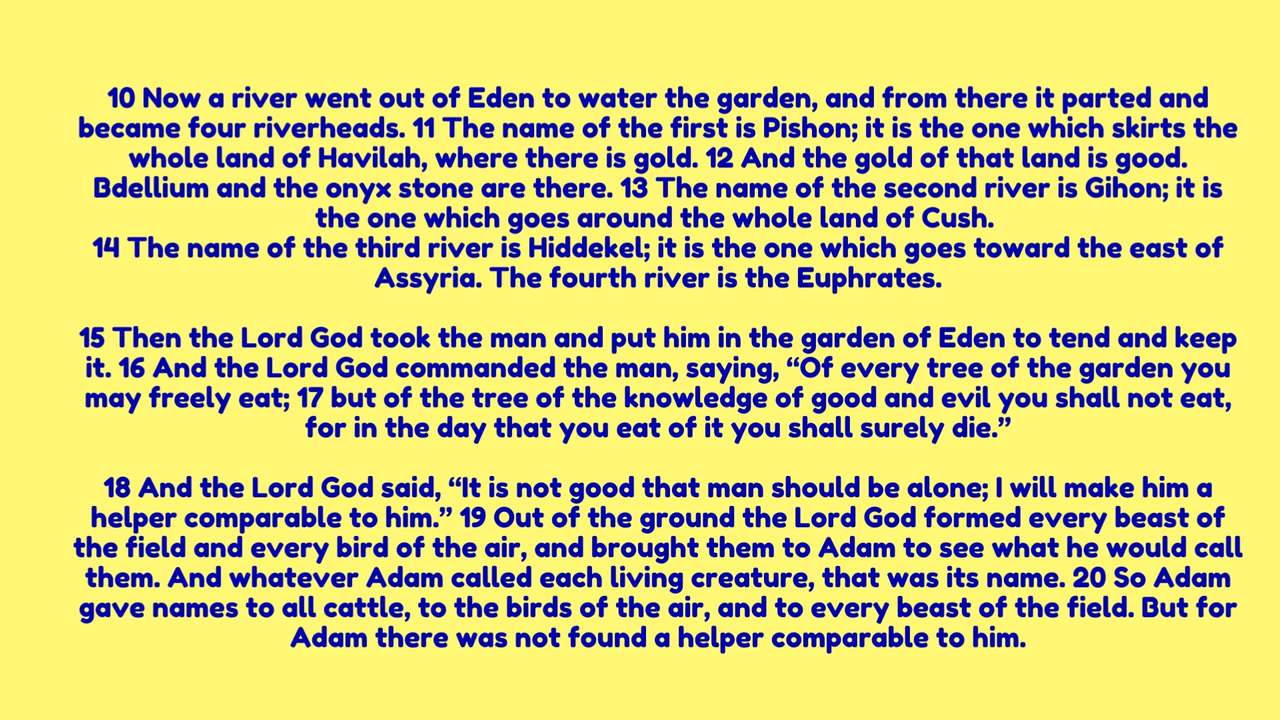 10 Now a river went out of Eden to water the garden, and from there it parted and
became four riverheads. 11 The name of the first is Pishon; it is the one which skirts the
whole land of Havilah, where there is gold. 12 And the gold of that land is good.
Bdellium and the onyx stone are there. 13 The name of the second river is Gihon; it is
the one which goes around the whole land of Cush.
14 The name of the third river is Hiddekel; it is the one which goes toward the east of
Assyria. The fourth river is the Euphrates.
15 Then the Lord God took the man and put him in the garden of Eden to tend and keep
it. 16 And the Lord God commanded the man, saying, “Of every tree of the garden you
may freely eat; 17 but of the tree of the knowledge of good and evil you shall not eat,
for in the day that you eat of it you shall surely die.”
18 And the Lord God said, “It is not good that man should be alone; I will make him a
helper comparable to him.” 19 Out of the ground the Lord God formed every beast of
the field and every bird of the air, and brought them to Adam to see what he would call
them. And whatever Adam called each living creature, that was its name. 20 So Adam
gave names to all cattle, to the birds of the air, and to every beast of the field. But for
Adam there was not found a helper comparable to him.